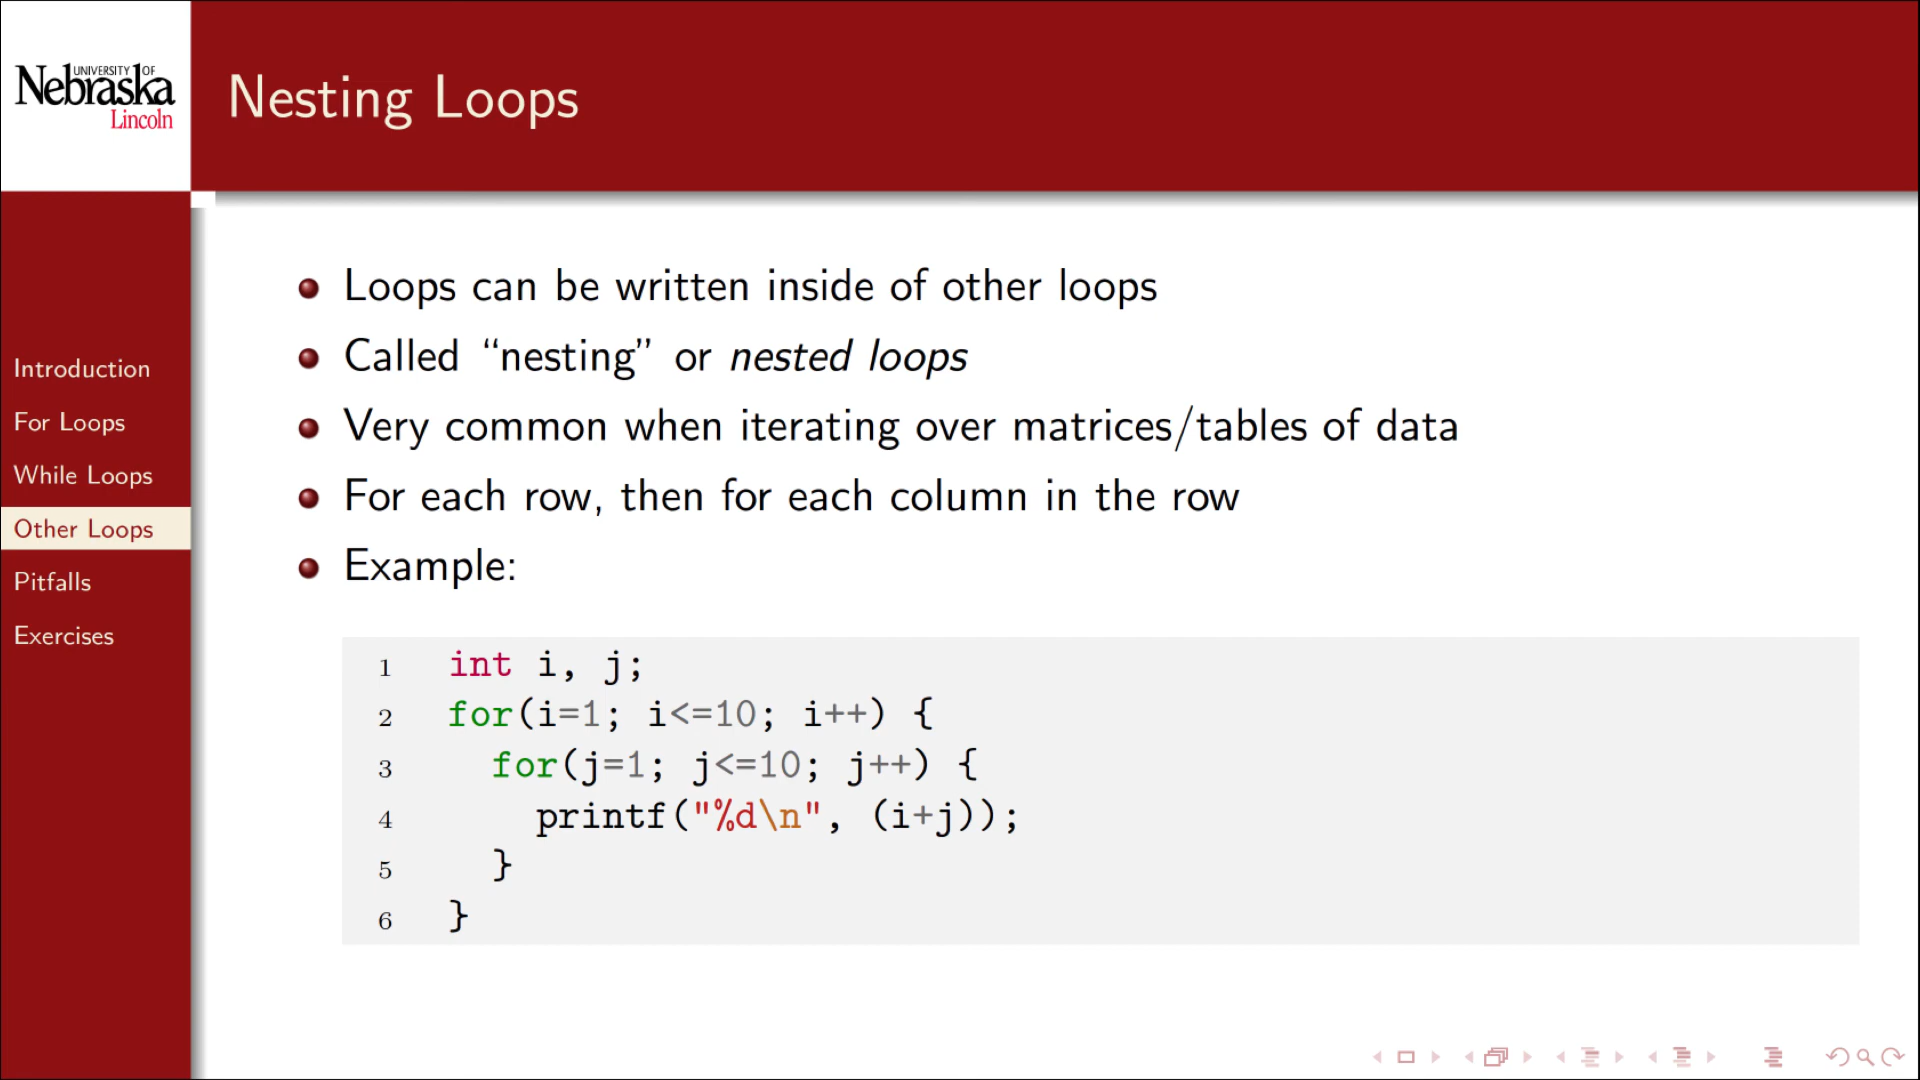 UNIVERSITY OF
Nebraska
Lincoln
Nesting Loops
Introduction
For Loops
While Loops
Other Loops
Pitfalls
Exercises
Loops can be written inside of other loops
Called “nesting” or nested loops
Very common when iterating over matrices/tables of data
For each row, then for each column in the row
Example:
1 int i, j;
2 for(i=1; i<=10; i++) {
3   for(j=1; j<=10; j++) {
4     printf("%d\n", (i+j));
5   }
6 }